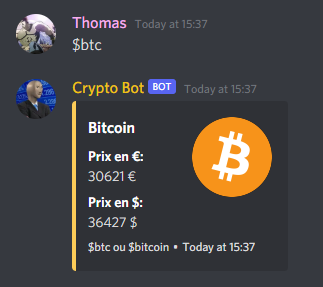 Thomas Today at 15:37
$btc
Crypto Bot BOT Today at 15:37
Bitcoin
Prix en €:
30621 €
Prix en $:
36427 $
$btc ou $bitcoin • Today at 15:37